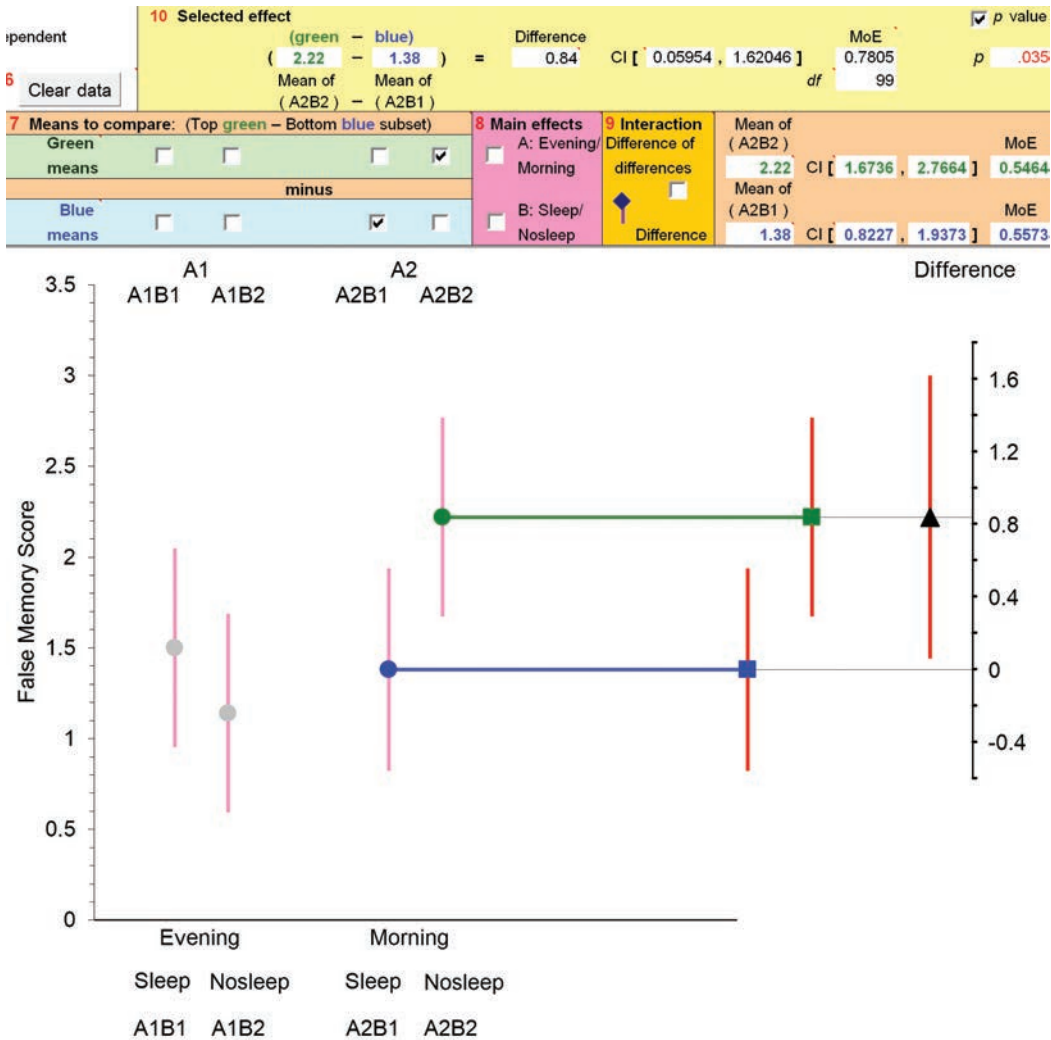 10 Selected effect
p value
ependent
(green – blue)
Difference
MoE
( 2.22 – 1.38 ) = 0.84 CI [ 0.05954 , 1.62046 ] 0.7805 p .035
6 Clear data
Mean of Mean of
df 99
( A2B2 ) – ( A2B1 )
7 Means to compare: (Top green – Bottom blue subset)
Green means
minus
Blue means
8 Main effects
A: Evening/
Morning
B: Sleep/
Nosleep
9 Interaction
Difference of
differences
Difference
Mean of
( A2B2 )
MoE
2.22 CI [ 1.6736 , 2.7664 ] 0.5464
Mean of
( A2B1 )
MoE
1.38 CI [ 0.8227 , 1.9373 ] 0.5573
A1 A2 Difference
A1B1 A1B2 A2B1 A2B2
False Memory Score
3.5
3
2.5
2
1.5
1
0.5
0
1.6
1.2
0.8
0.4
0
-0.4
Evening Morning
Sleep Nosleep Sleep Nosleep
A1B1 A1B2 A2B1 A2B2